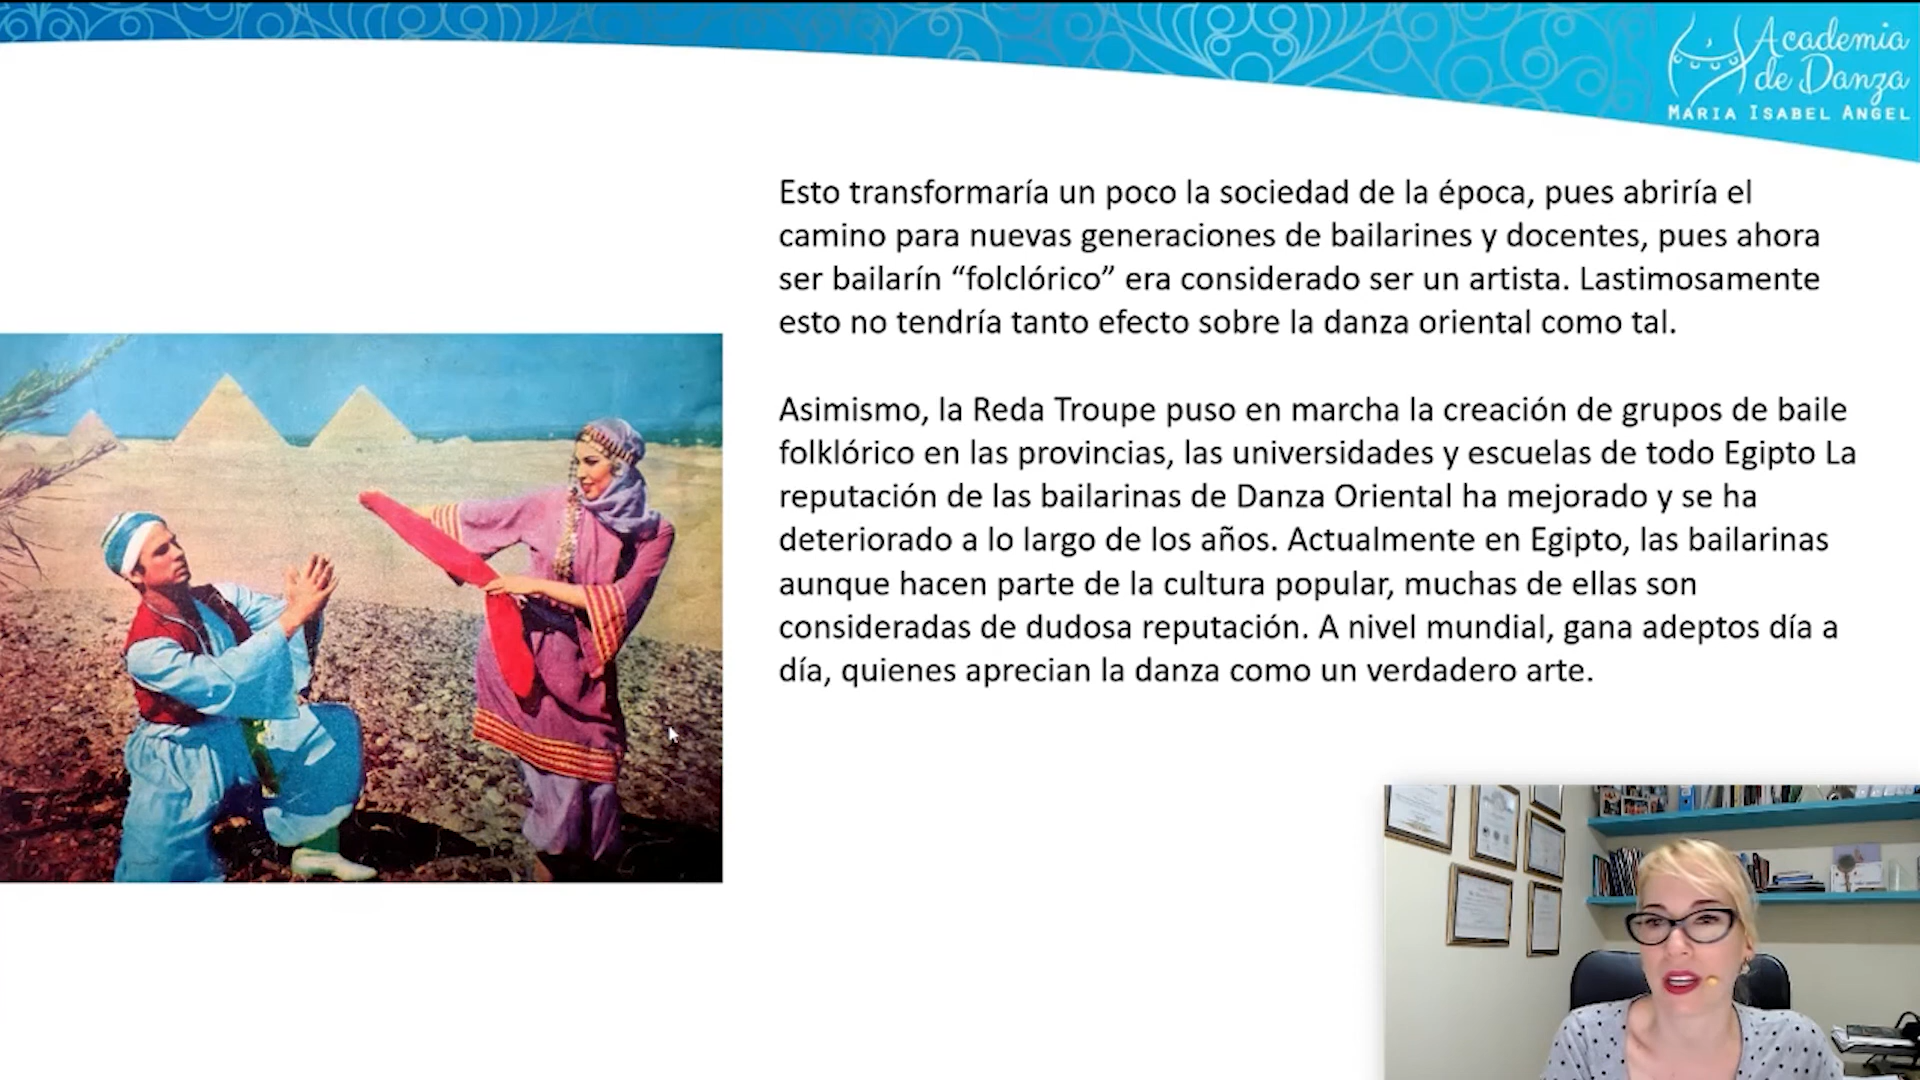 Academia
de Danza
MARIA ISABEL ANGEL
Esto transformaría un poco la sociedad de la época, pues abriría el
camino para nuevas generaciones de bailarines y docentes, pues ahora
ser bailarín “folclórico” era considerado ser un artista. Lastimosamente
esto no tendría tanto efecto sobre la danza oriental como tal.
Asimismo, la Reda Troupe puso en marcha la creación de grupos de baile
folklórico en las provincias, las universidades y escuelas de todo Egipto La
reputación de las bailarinas de Danza Oriental ha mejorado y se ha
deteriorado a lo largo de los años. Actualmente en Egipto, las bailarinas
aunque hacen parte de la cultura popular, muchas de ellas son
consideradas de dudosa reputación. A nivel mundial, gana adeptos día a
día, quienes aprecian la danza como un verdadero arte.